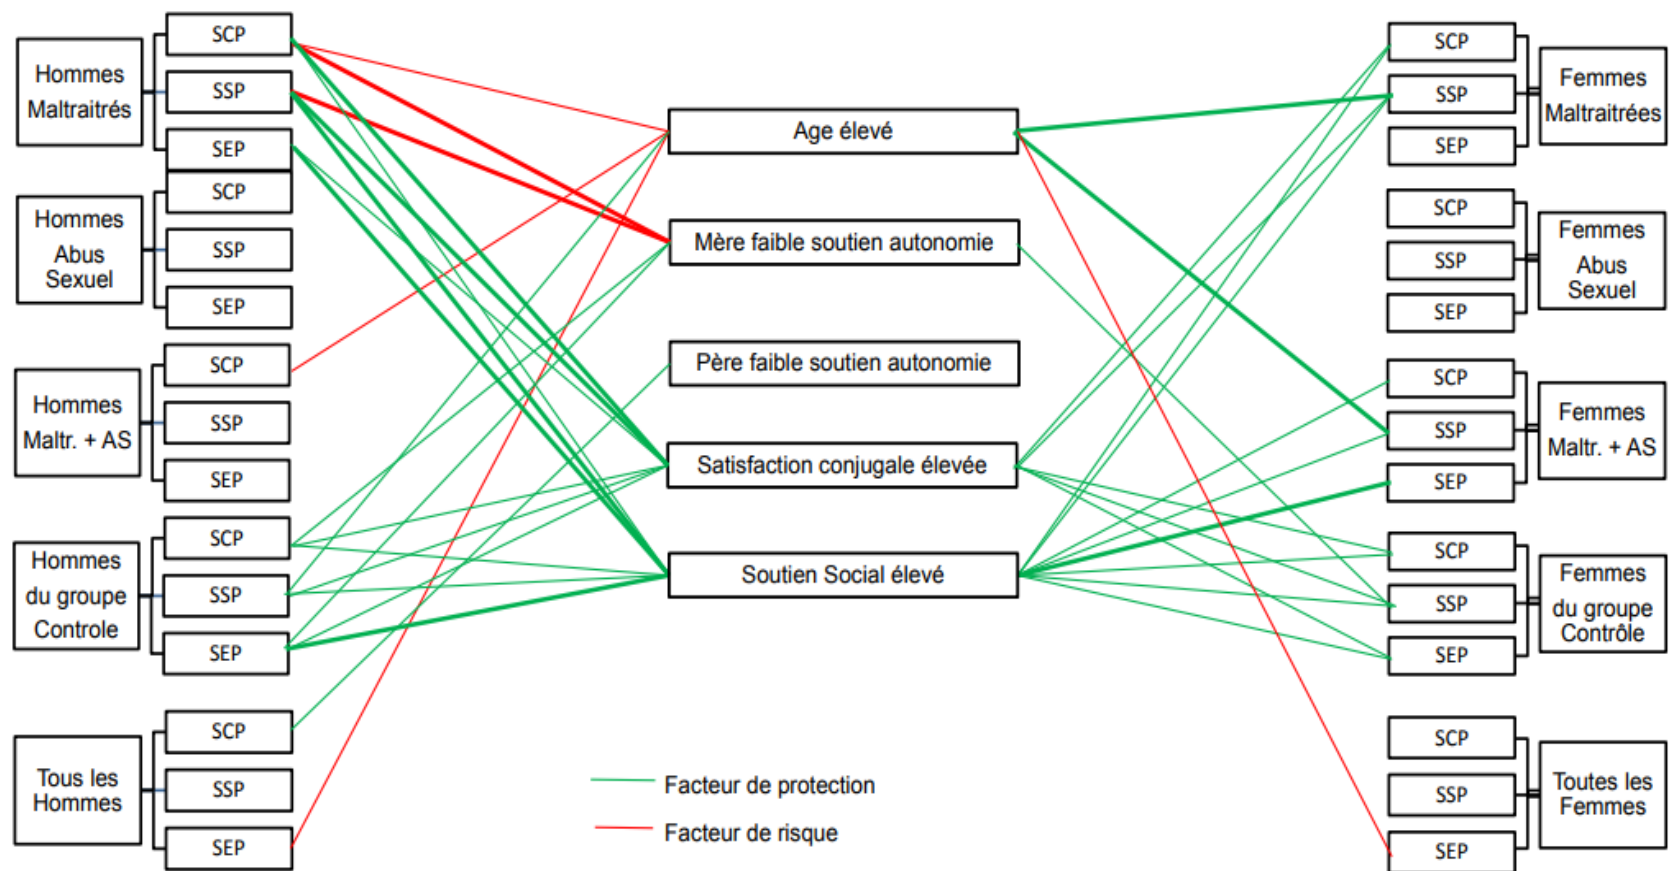 Hommes
Maltraités
SCP
SSP
SEP
Hommes
Abus
Sexuel
SCP
SSP
SEP
Hommes
Maltr. + AS
SCP
SSP
SEP
Hommes
du groupe
Controle
SCP
SSP
SEP
Tous les
Hommes
SCP
SSP
SEP
Age élevé
Mère faible soutien autonomie
Père faible soutien autonomie
Satisfaction conjugale élevée
Soutien Social élevé
Facteur de protection
Facteur de risque
SCP
SSP
SEP
Femmes
Maltraitrées
SCP
SSP
SEP
Femmes
Abus
Sexuel
SCP
SSP
SEP
Femmes
Maltr. + AS
SCP
SSP
SEP
Femmes
du groupe
Contrôle
SCP
SSP
SEP
Toutes les
Femmes